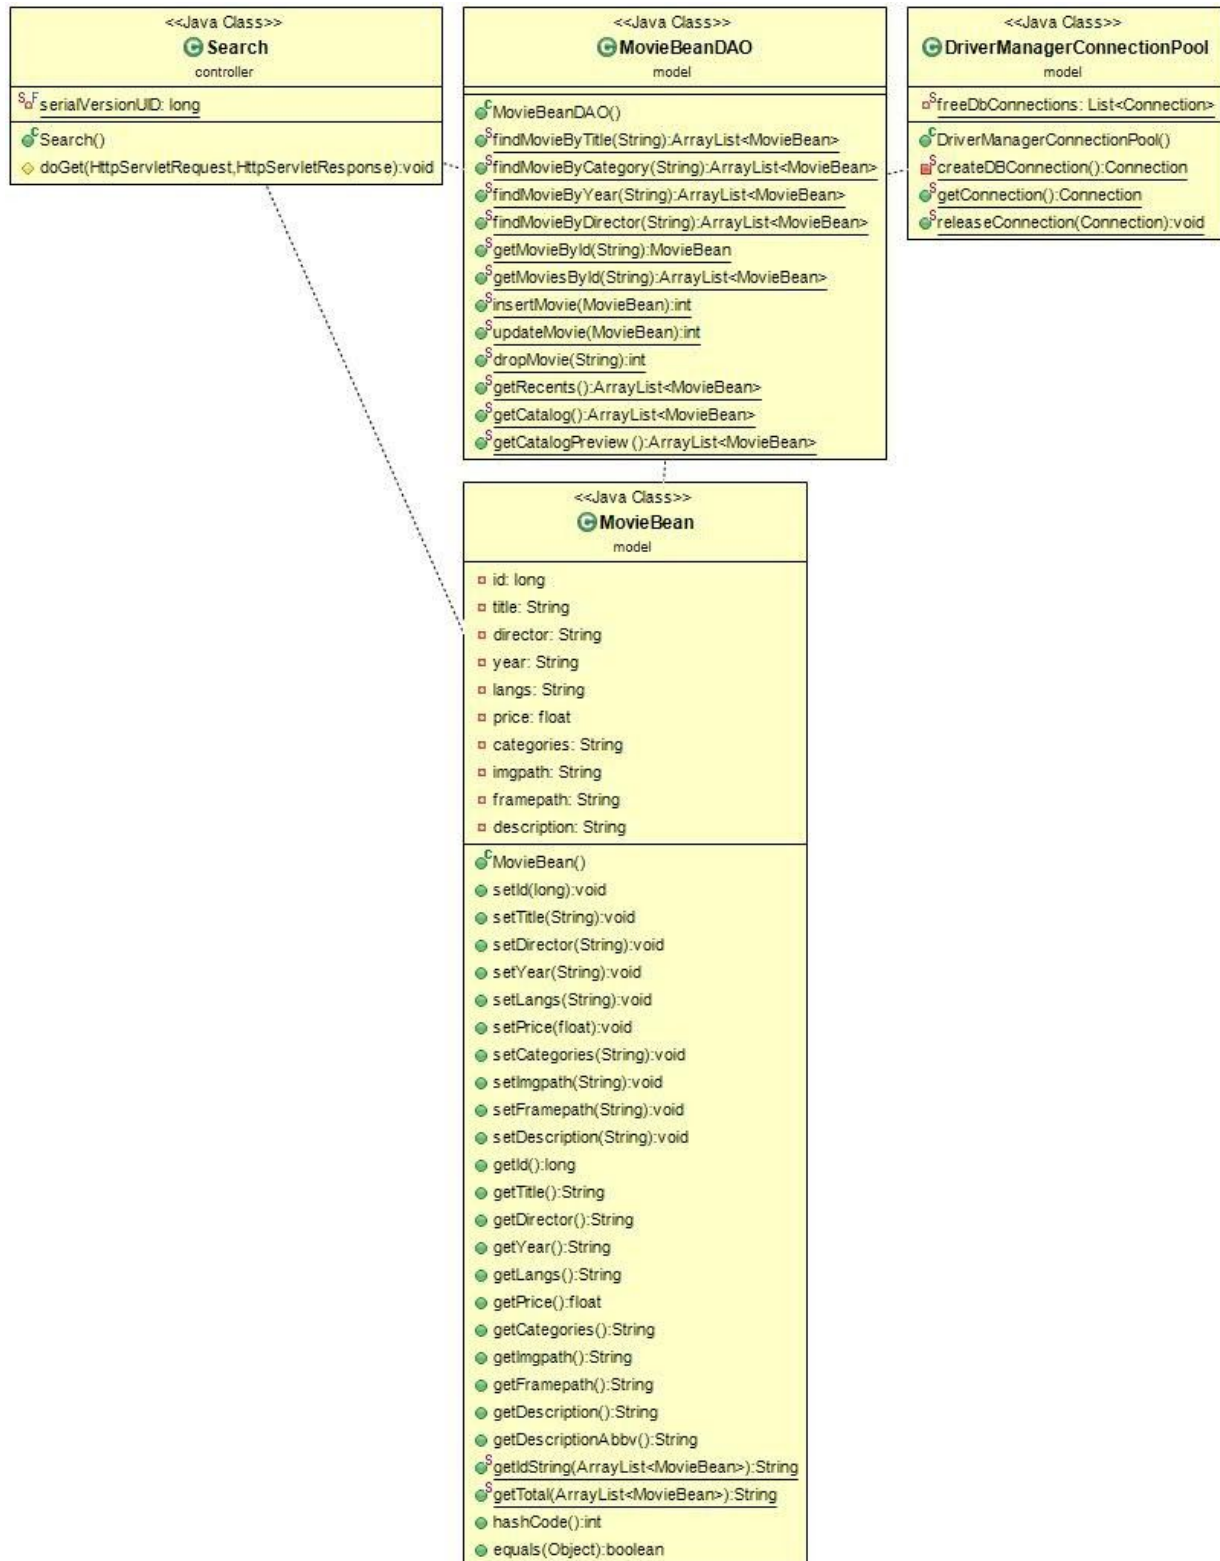 <<Java Class>>
Search
controller
serialVersionUID: long
Search()
doGet(HttpServletRequest,HttpServletResponse):void
<<Java Class>>
MovieBeanDAO
model
MovieBeanDAO()
findMovieByTitle(String):ArrayList<MovieBean>
findMovieByCategory(String):ArrayList<MovieBean>
findMovieByYear(String):ArrayList<MovieBean>
findMovieByDirector(String):ArrayList<MovieBean>
getMovieById(String):MovieBean
getMoviesById(String):ArrayList<MovieBean>
insertMovie(MovieBean):int
updateMovie(MovieBean):int
dropMovie(String):int
getRecents():ArrayList<MovieBean>
getCatalog():ArrayList<MovieBean>
getCatalogPreview():ArrayList<MovieBean>
<<Java Class>>
DriverManagerConnectionPool
model
freeDbConnections: List<Connection>
DriverManagerConnectionPool()
createDBConnection():Connection
getConnection():Connection
releaseConnection(Connection):void
<<Java Class>>
MovieBean
model
id: long
title: String
director: String
year: String
langs: String
price: float
categories: String
imgpath: String
framepath: String
description: String
MovieBean()
setId(long):void
setTitle(String):void
setDirector(String):void
setYear(String):void
setLangs(String):void
setPrice(float):void
setCategories(String):void
setImgpath(String):void
setFramepath(String):void
setDescription(String):void
getId():long
getTitle():String
getDirector():String
getYear():String
getLangs():String
getPrice():float
getCategories():String
getImgpath():String
getFramepath():String
getDescription():String
getDescriptionAbbv():String
getIdString(ArrayList<MovieBean>):String
getTotal(ArrayList<MovieBean>):String
hashCode():int
equals(Object):boolean